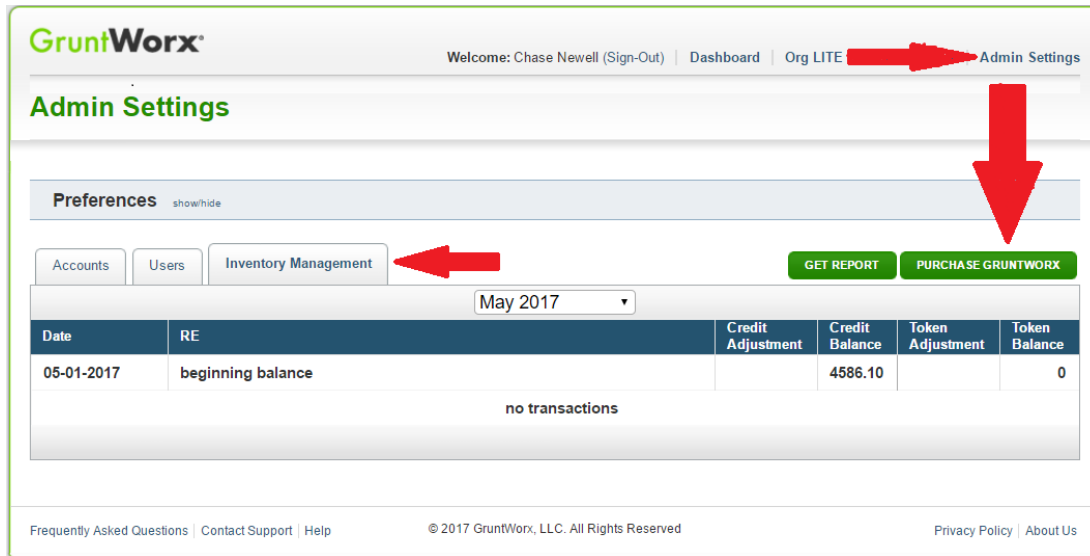 GruntWorx
Welcome: Chase Newell (Sign-Out) | Dashboard | Org LITE | Admin Settings
Admin Settings
Preferences show/hide
Accounts Users Inventory Management GET REPORT PURCHASE GRUNTWORX
May 2017
Date RE Credit Adjustment Credit Balance Token Adjustment Token Balance
05-01-2017 beginning balance 4586.10 0
no transactions
Frequently Asked Questions | Contact Support | Help © 2017 GruntWorx, LLC. All Rights Reserved Privacy Policy | About Us